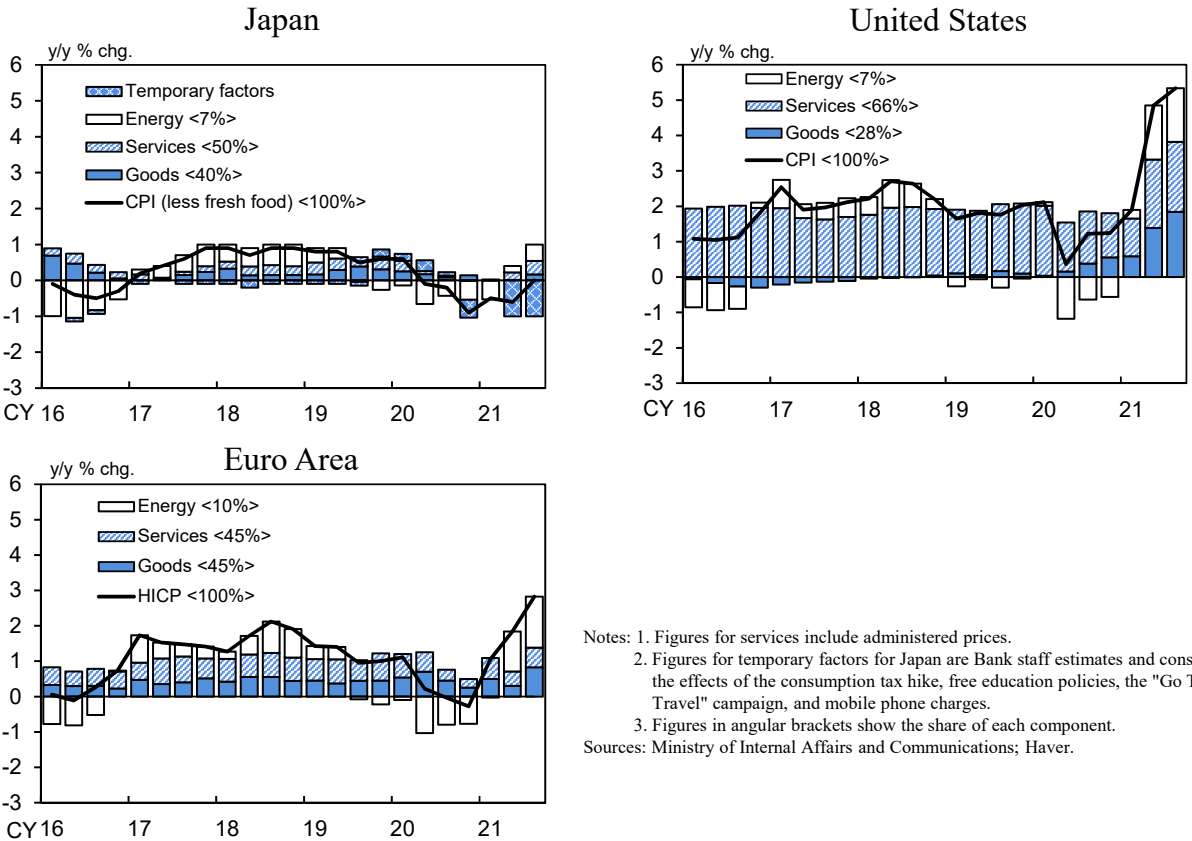 Japan
y/y % chg.
6
5
4
3
2
1
0
-1
-2
-3
Temporary factors
Energy <7%>
Services <50%>
Goods <40%>
CPI (less fresh food) <100%>
CY 16 17 18 19 20 21
United States
y/y % chg.
6
5
4
3
2
1
0
-1
-2
-3
Energy <7%>
Services <66%>
Goods <28%>
CPI <100%>
CY 16 17 18 19 20 21
Euro Area
y/y % chg.
6
5
4
3
2
1
0
-1
-2
-3
Energy <10%>
Services <45%>
Goods <45%>
HICP <100%>
CY 16 17 18 19 20 21
Notes: 1. Figures for services include administered prices.
2. Figures for temporary factors for Japan are Bank staff estimates and cons
the effects of the consumption tax hike, free education policies, the "Go T
Travel" campaign, and mobile phone charges.
3. Figures in angular brackets show the share of each component.
Sources: Ministry of Internal Affairs and Communications; Haver.